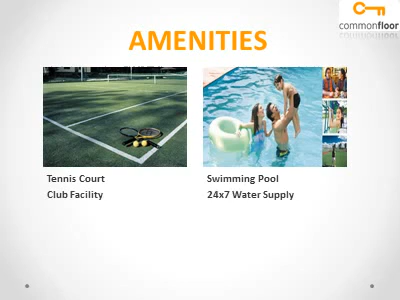 commonfloor
AMENITIES
Tennis Court
Club Facility
Swimming Pool
24x7 Water Supply